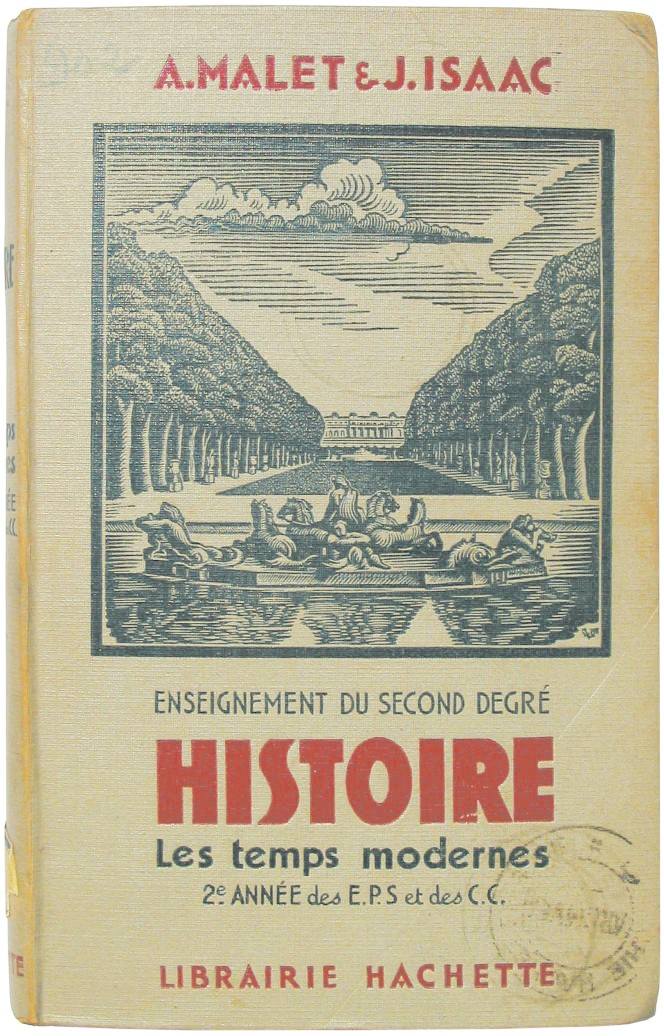 A. MALET & J. ISAAC
ENSEIGNEMENT DU SECOND DEGRÉ
HISTOIRE
Les temps modernes
2e ANNÉE des E.P.S et des C.C.
LIBRAIRIE HACHETTE